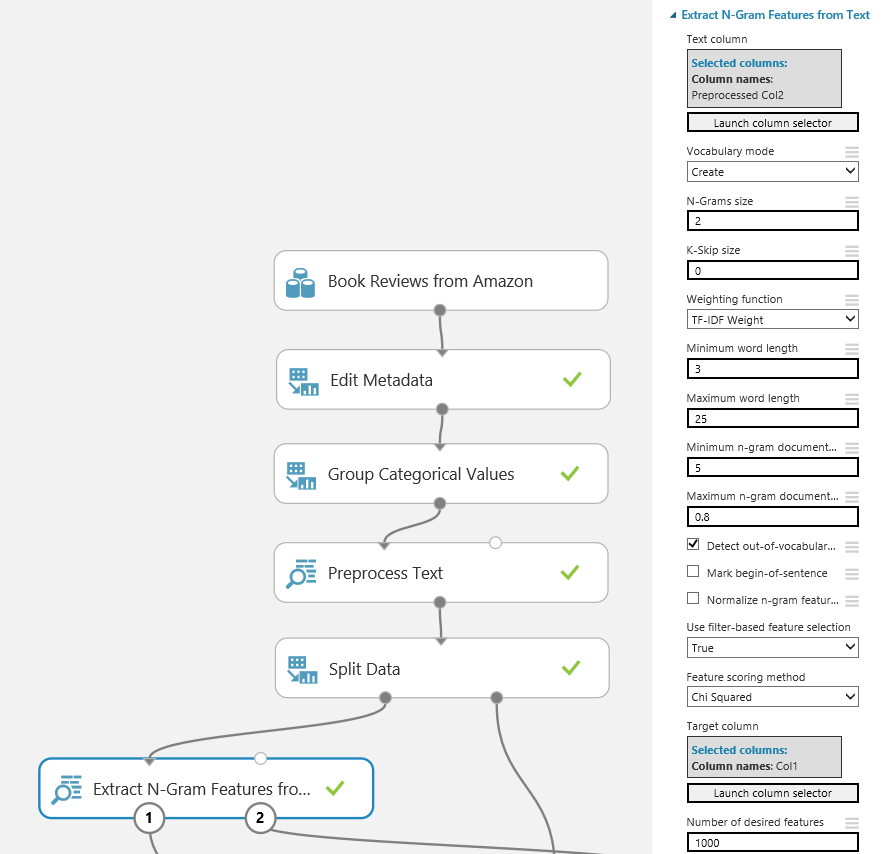 Book Reviews from Amazon
Edit Metadata
Group Categorical Values
Preprocess Text
Split Data
Extract N-Gram Features fro...
1
2
Extract N-Gram Features from Text
Text column
Selected columns:
Column names:
Preprocessed Col2
Launch column selector
Vocabulary mode
Create
N-Grams size
2
K-Skip size
0
Weighting function
TF-IDF Weight
Minimum word length
3
Maximum word length
25
Minimum n-gram document...
5
Maximum n-gram document...
0.8
Detect out-of-vocabular...
Mark begin-of-sentence
Normalize n-gram featur...
Use filter-based feature selection
True
Feature scoring method
Chi Squared
Target column
Selected columns:
Column names: Col1
Launch column selector
Number of desired features
1000